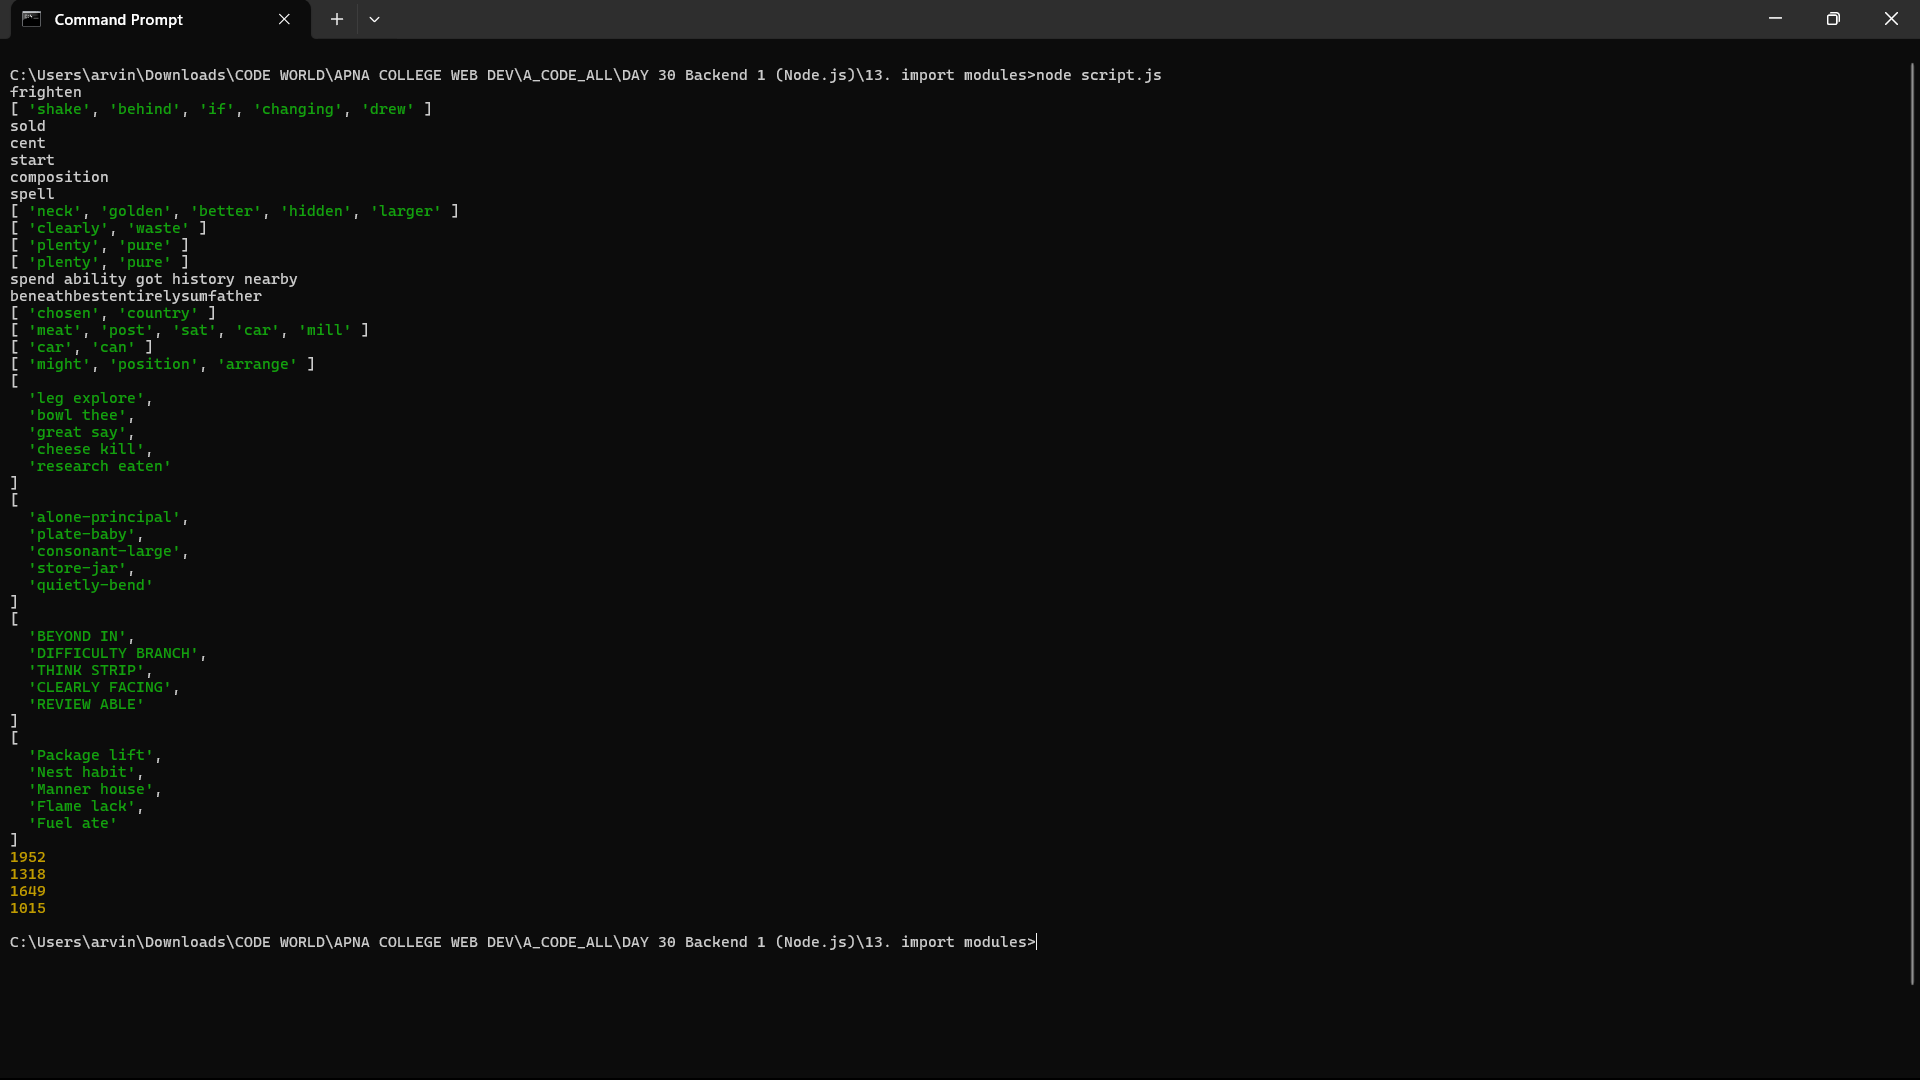 Command Prompt
C:\Users\arvin\Downloads\CODE WORLD\APNA COLLEGE WEB DEV\A_CODE_ALL\DAY 30 Backend 1 (Node.js)\13. import modules>node script.js
frighten
[ 'shake', 'behind', 'if', 'changing', 'drew' ]
sold
cent
start
composition
spell
[ 'neck', 'golden', 'better', 'hidden', 'larger' ]
[ 'clearly', 'waste' ]
[ 'plenty', 'pure' ]
[ 'plenty', 'pure' ]
spend ability got history nearby
beneathbestentirelysumfather
[ 'chosen', 'country' ]
[ 'meat', 'post', 'sat', 'car', 'mill' ]
[ 'car', 'can' ]
[ 'might', 'position', 'arrange' ]
[
  'leg explore',
  'bowl thee',
  'great say',
  'cheese kill',
  'research eaten'
]
[
  'alone-principal',
  'plate-baby',
  'consonant-large',
  'store-jar',
  'quietly-bend'
]
[
  'BEYOND IN',
  'DIFFICULTY BRANCH',
  'THINK STRIP',
  'CLEARLY FACING',
  'REVIEW ABLE'
]
[
  'Package lift',
  'Nest habit',
  'Manner house',
  'Flame lack',
  'Fuel ate'
]
1952
1318
1649
1015
C:\Users\arvin\Downloads\CODE WORLD\APNA COLLEGE WEB DEV\A_CODE_ALL\DAY 30 Backend 1 (Node.js)\13. import modules>